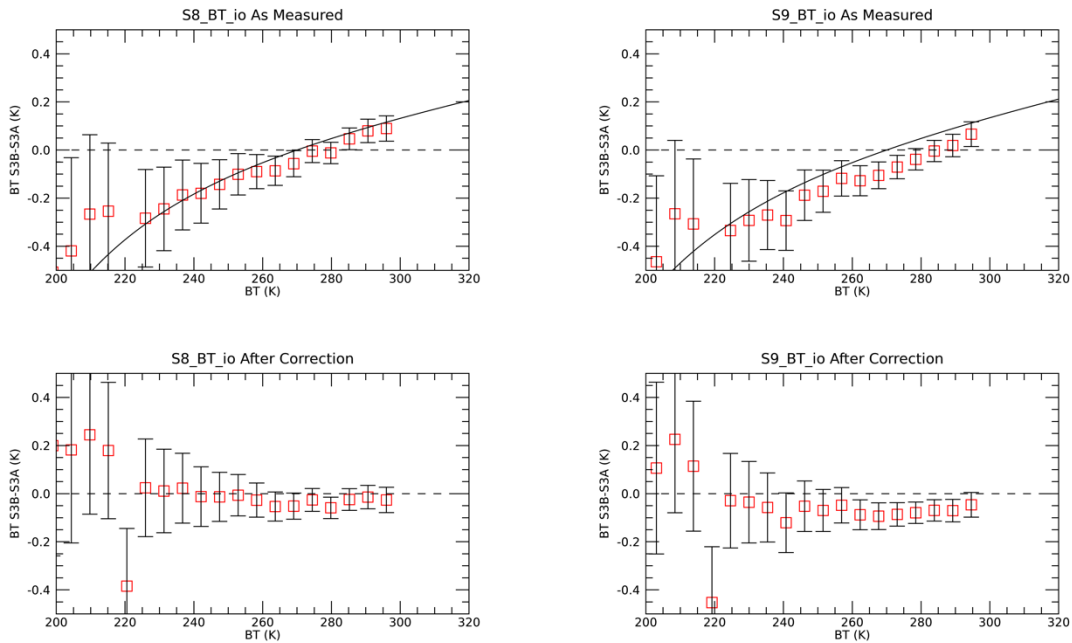 S8_BT_io As Measured
BT S3B-S3A (K)
0.4
0.2
0.0
-0.2
-0.4
200 220 240 260 280 300 320
BT (K)
S9_BT_io As Measured
BT S3B-S3A (K)
0.4
0.2
0.0
-0.2
-0.4
200 220 240 260 280 300 320
BT (K)
S8_BT_io After Correction
BT S3B-S3A (K)
0.4
0.2
0.0
-0.2
-0.4
200 220 240 260 280 300 320
BT (K)
S9_BT_io After Correction
BT S3B-S3A (K)
0.4
0.2
0.0
-0.2
-0.4
200 220 240 260 280 300 320
BT (K)